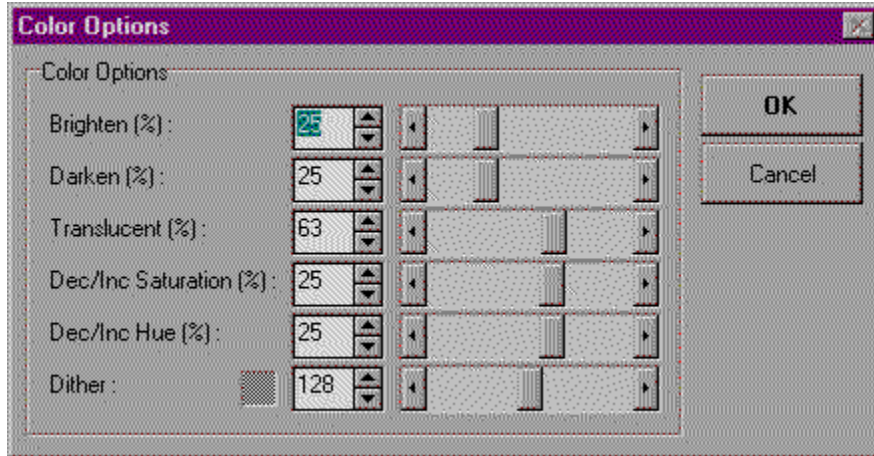 Color Options
Color Options
Brighten (%) : 25
OK
Darken (%) : 25
Cancel
Translucent (%) : 63
Dec/Inc Saturation (%) : 25
Dec/Inc Hue (%) : 25
Dither : 128